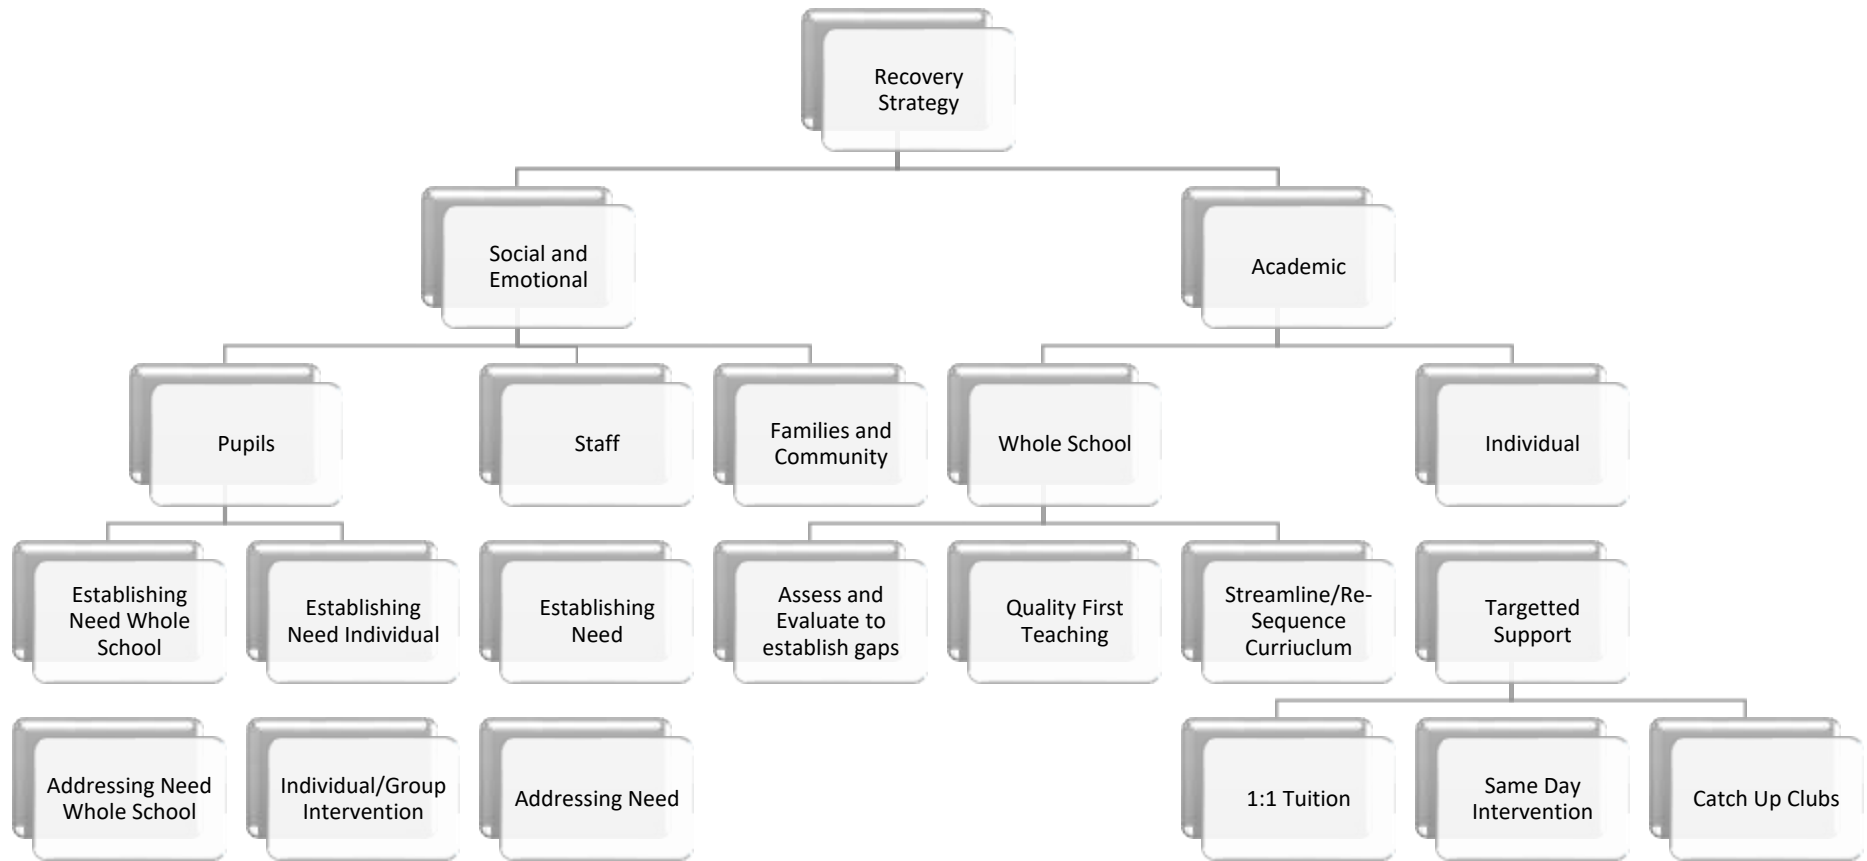 Recovery
Strategy
Social and
Emotional
Academic
Pupils
Staff
Families and
Community
Whole School
Individual
Establishing
Need Whole
School
Establishing
Need Individual
Establishing
Need
Assess and
Evaluate to
establish gaps
Quality First
Teaching
Streamline/Re-
Sequence
Curriuclum
Targetted
Support
Addressing Need
Whole School
Individual/Group
Intervention
Addressing Need
1:1 Tuition
Same Day
Intervention
Catch Up Clubs